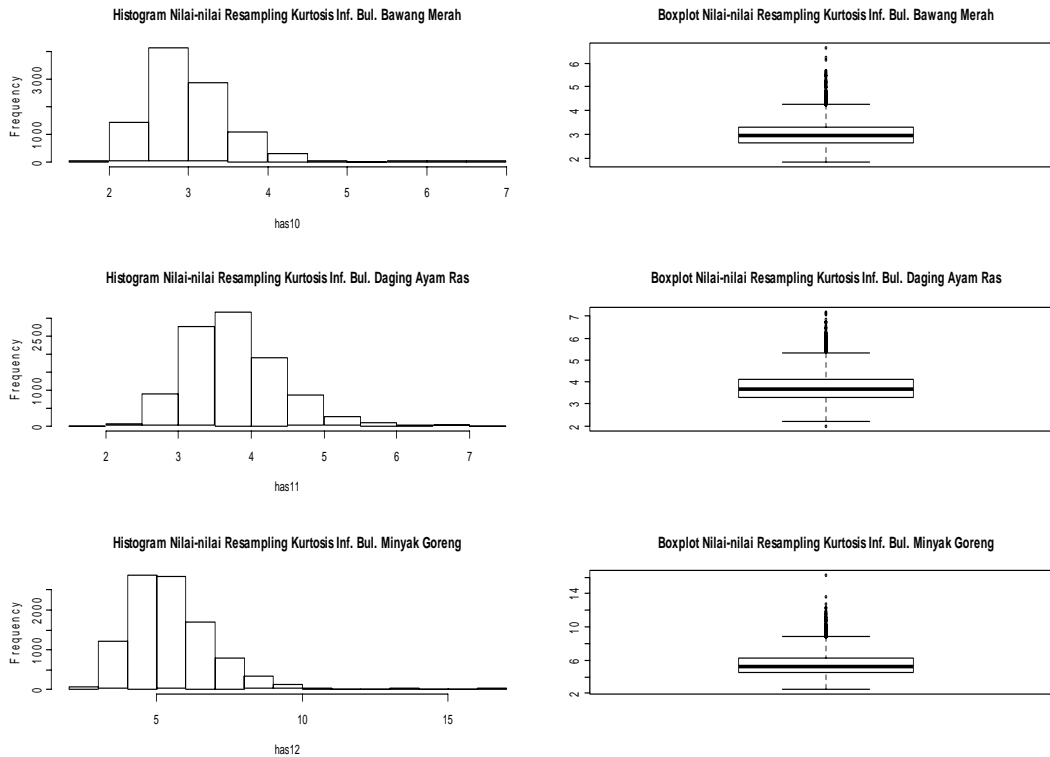 Histogram Nilai-nilai Resampling Kurtosis Inf. Bul. Bawang Merah
Frequency
0 1000 3000
2 3 4 5 6 7
has10
Boxplot Nilai-nilai Resampling Kurtosis Inf. Bul. Bawang Merah
2 3 4 5 6
Histogram Nilai-nilai Resampling Kurtosis Inf. Bul. Daging Ayam Ras
Frequency
0 1000 2500
2 3 4 5 6 7
has11
Boxplot Nilai-nilai Resampling Kurtosis Inf. Bul. Daging Ayam Ras
2 3 4 5 6 7
Histogram Nilai-nilai Resampling Kurtosis Inf. Bul. Minyak Goreng
Frequency
0 1000 2000
5 10 15
has12
Boxplot Nilai-nilai Resampling Kurtosis Inf. Bul. Minyak Goreng
2 6 10 14